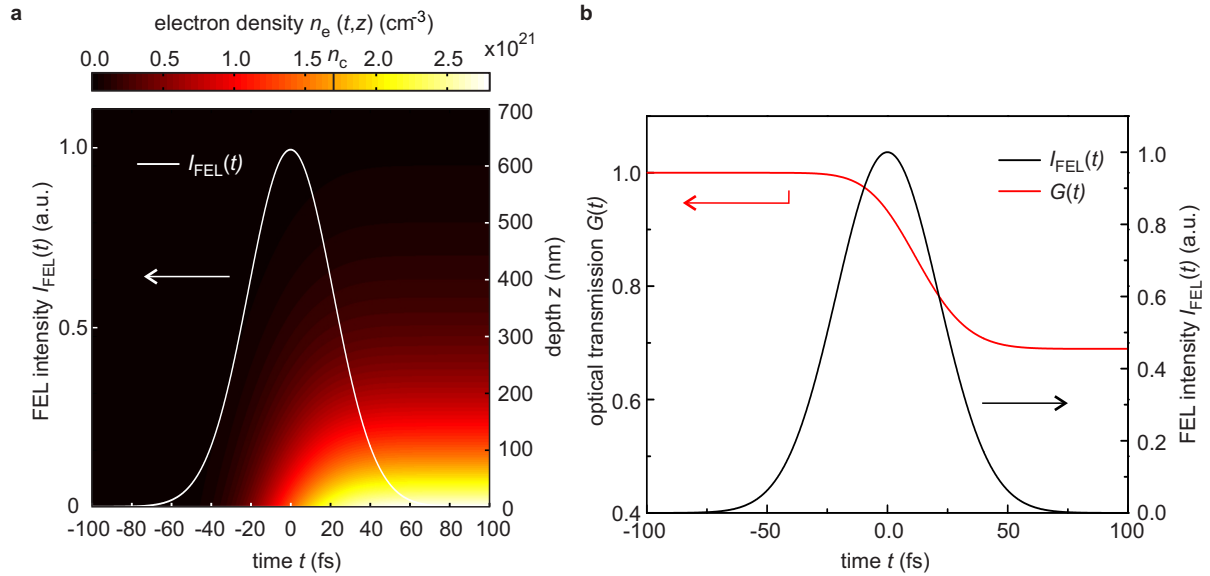 a
electron density nₑ (t,z) (cm⁻³)
x10²¹
0.0 0.5 1.0 1.5 n_c 2.0 2.5
FEL intensity I_FEL(t) (a.u.)
1.0
0.5
0
I_FEL(t)
700
600
500
400
300
200
100
0
depth z (nm)
-100 -80 -60 -40 -20 0 20 40 60 80 100
time t (fs)
b
optical transmission G(t)
1.0
0.8
0.6
0.4
I_FEL(t)
G(t)
1.0
0.8
0.6
0.4
0.2
0.0
FEL intensity I_FEL(t) (a.u.)
-100 -50 0.0 50 100
time t (fs)